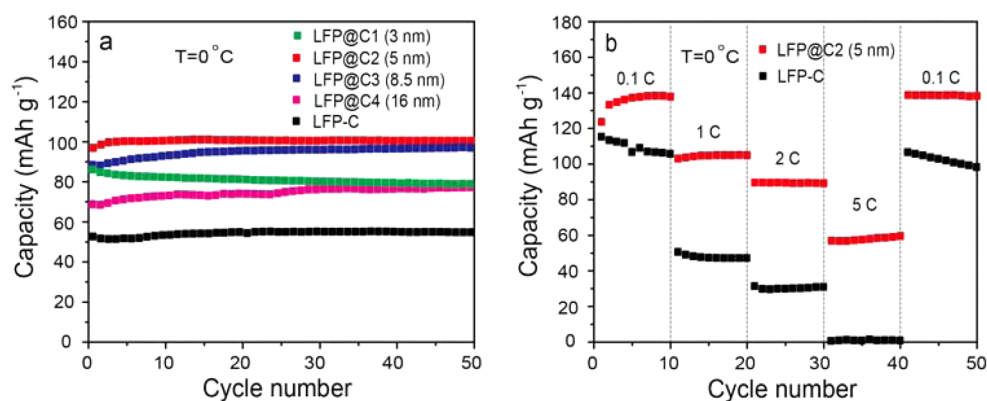 a
T=0 °C
LFP@C1 (3 nm)
LFP@C2 (5 nm)
LFP@C3 (8.5 nm)
LFP@C4 (16 nm)
LFP-C
Capacity (mAh g⁻¹)
160
140
120
100
80
60
40
20
0
0 10 20 30 40 50
Cycle number
b
T=0 °C
LFP@C2 (5 nm)
LFP-C
0.1 C
1 C
2 C
5 C
0.1 C
Capacity (mAh g⁻¹)
180
160
140
120
100
80
60
40
20
0
0 10 20 30 40 50
Cycle number